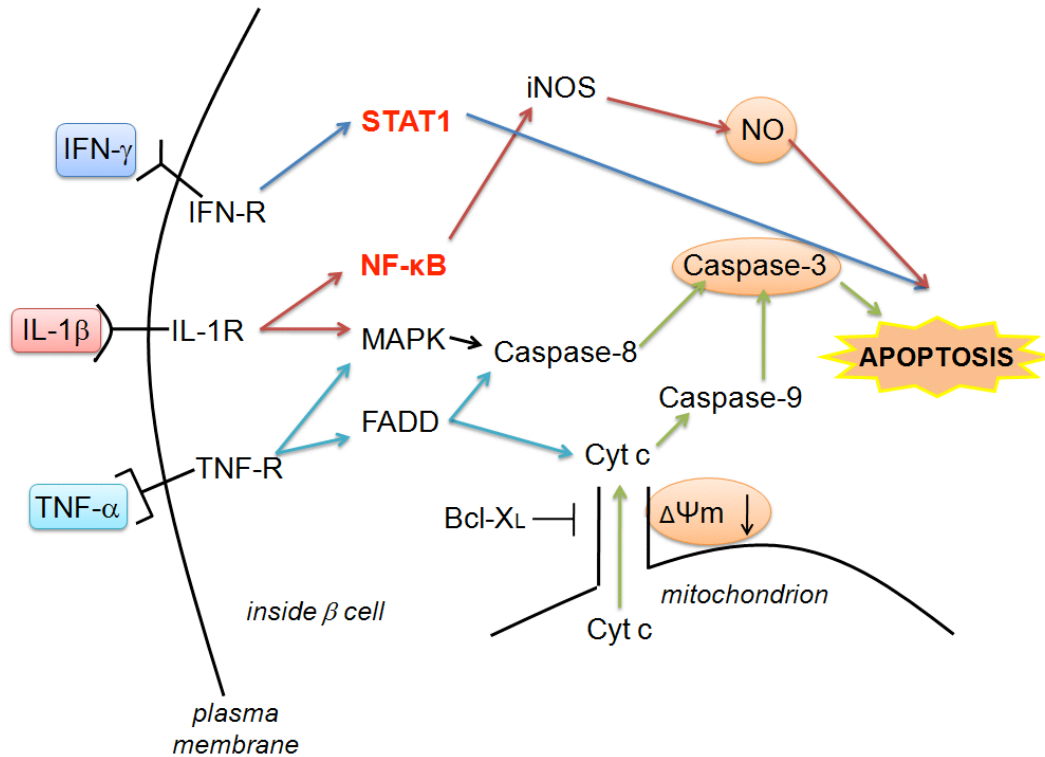 iNOS
STAT1
NO
IFN-γ
IFN-R
NF-κB
Caspase-3
IL-1β
IL-1R
MAPK
Caspase-8
APOPTOSIS
Caspase-9
FADD
Cyt c
TNF-R
TNF-α
Bcl-XL
ΔΨm
inside β cell
mitochondrion
Cyt c
plasma
membrane